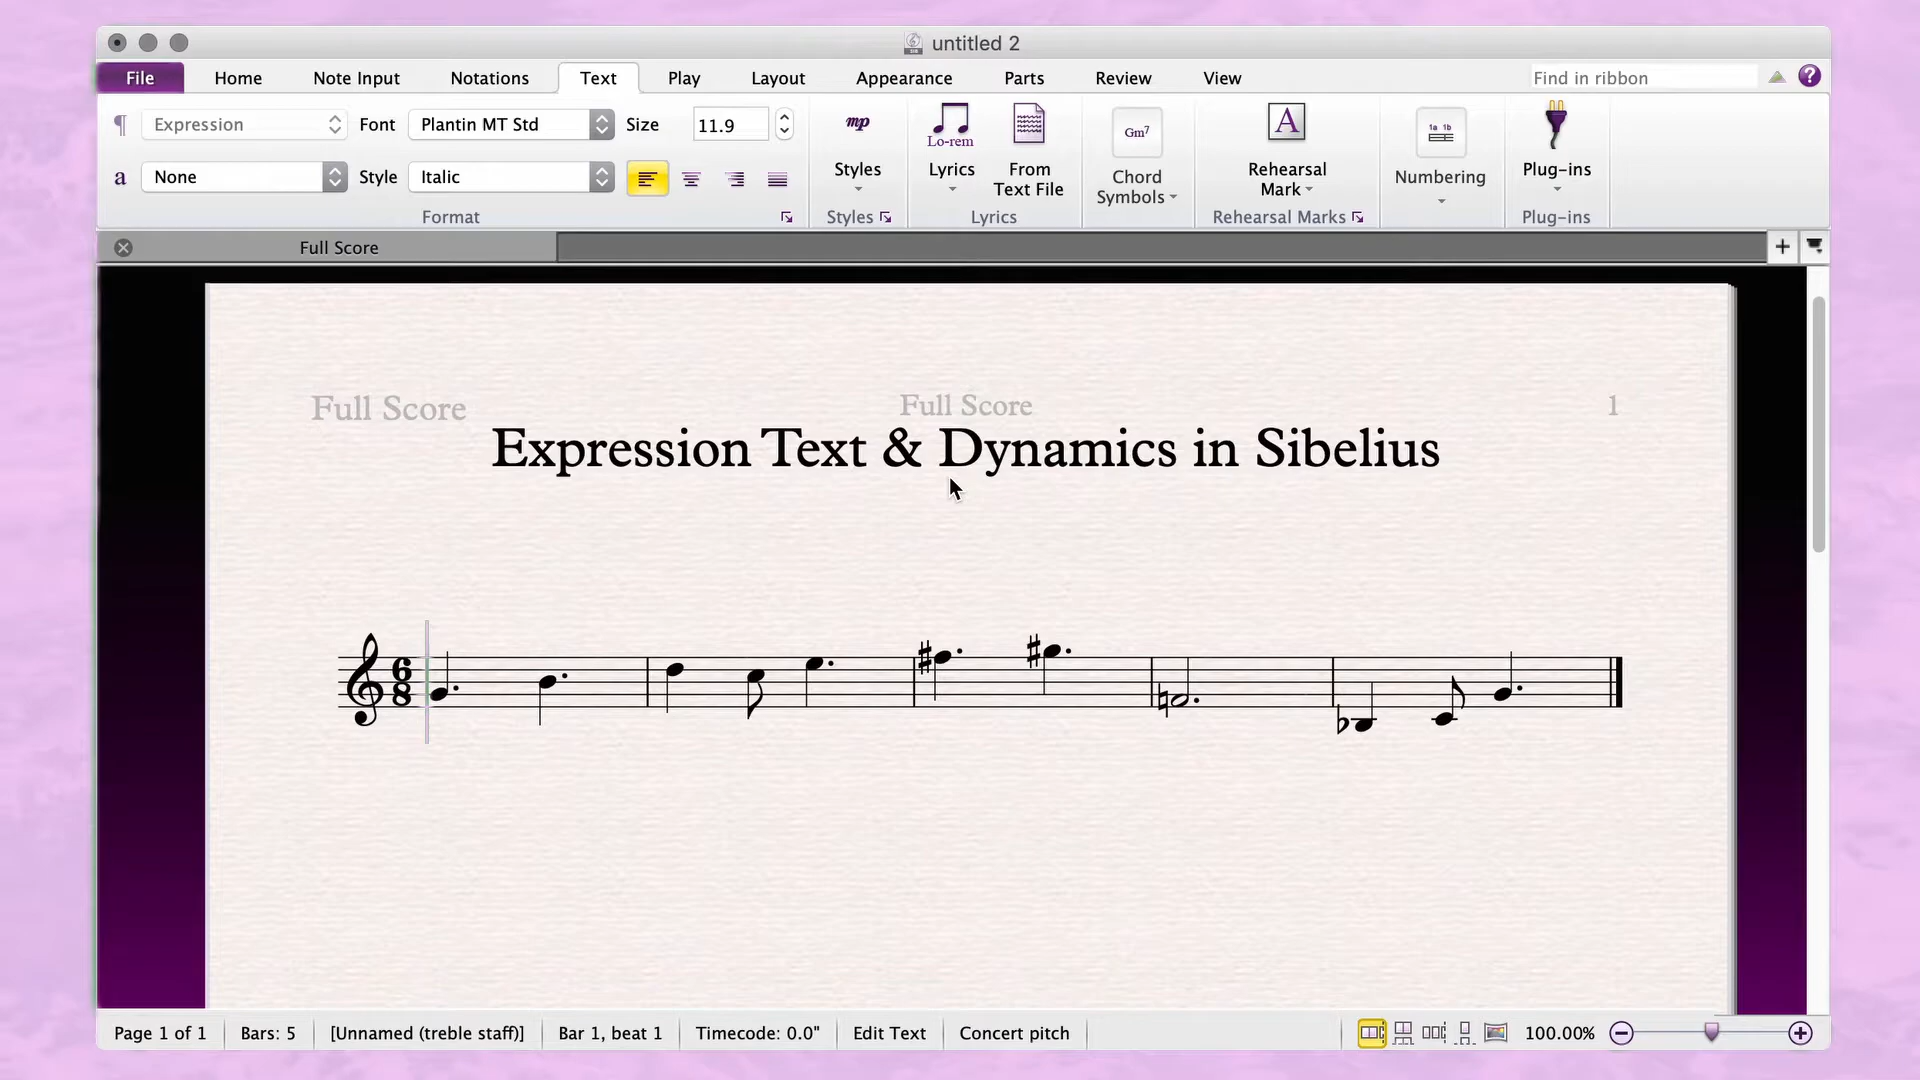 untitled 2
File Home Note Input Notations Text Play Layout Appearance Parts Review View Find in ribbon ?
¶ Expression Font Plantin MT Std Size 11.9
a None Style Italic
Format
mp
Styles
Styles
Lo-rem
Lyrics
From
Text File
Lyrics
Gm7
Chord
Symbols
A
Rehearsal
Mark
Rehearsal Marks
1a 1b
Numbering
Plug-ins
Plug-ins
Full Score
Full Score Full Score 1
Expression Text & Dynamics in Sibelius
6
8
Page 1 of 1 Bars: 5 [Unnamed (treble staff)] Bar 1, beat 1 Timecode: 0.0" Edit Text Concert pitch 100.00%